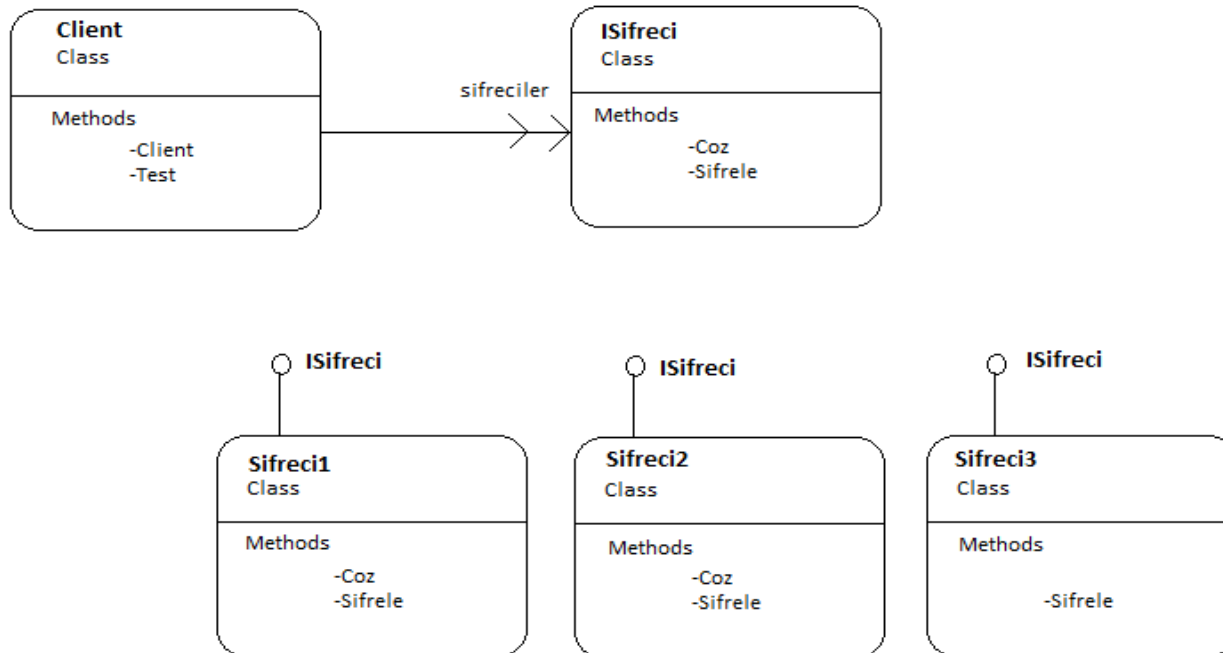 Client
Class
Methods
-Client
-Test
sifreciler
ISifreci
Class
Methods
-Coz
-Sifrele
ISifreci
Sifreci1
Class
Methods
-Coz
-Sifrele
ISifreci
Sifreci2
Class
Methods
-Coz
-Sifrele
ISifreci
Sifreci3
Class
Methods
-Sifrele